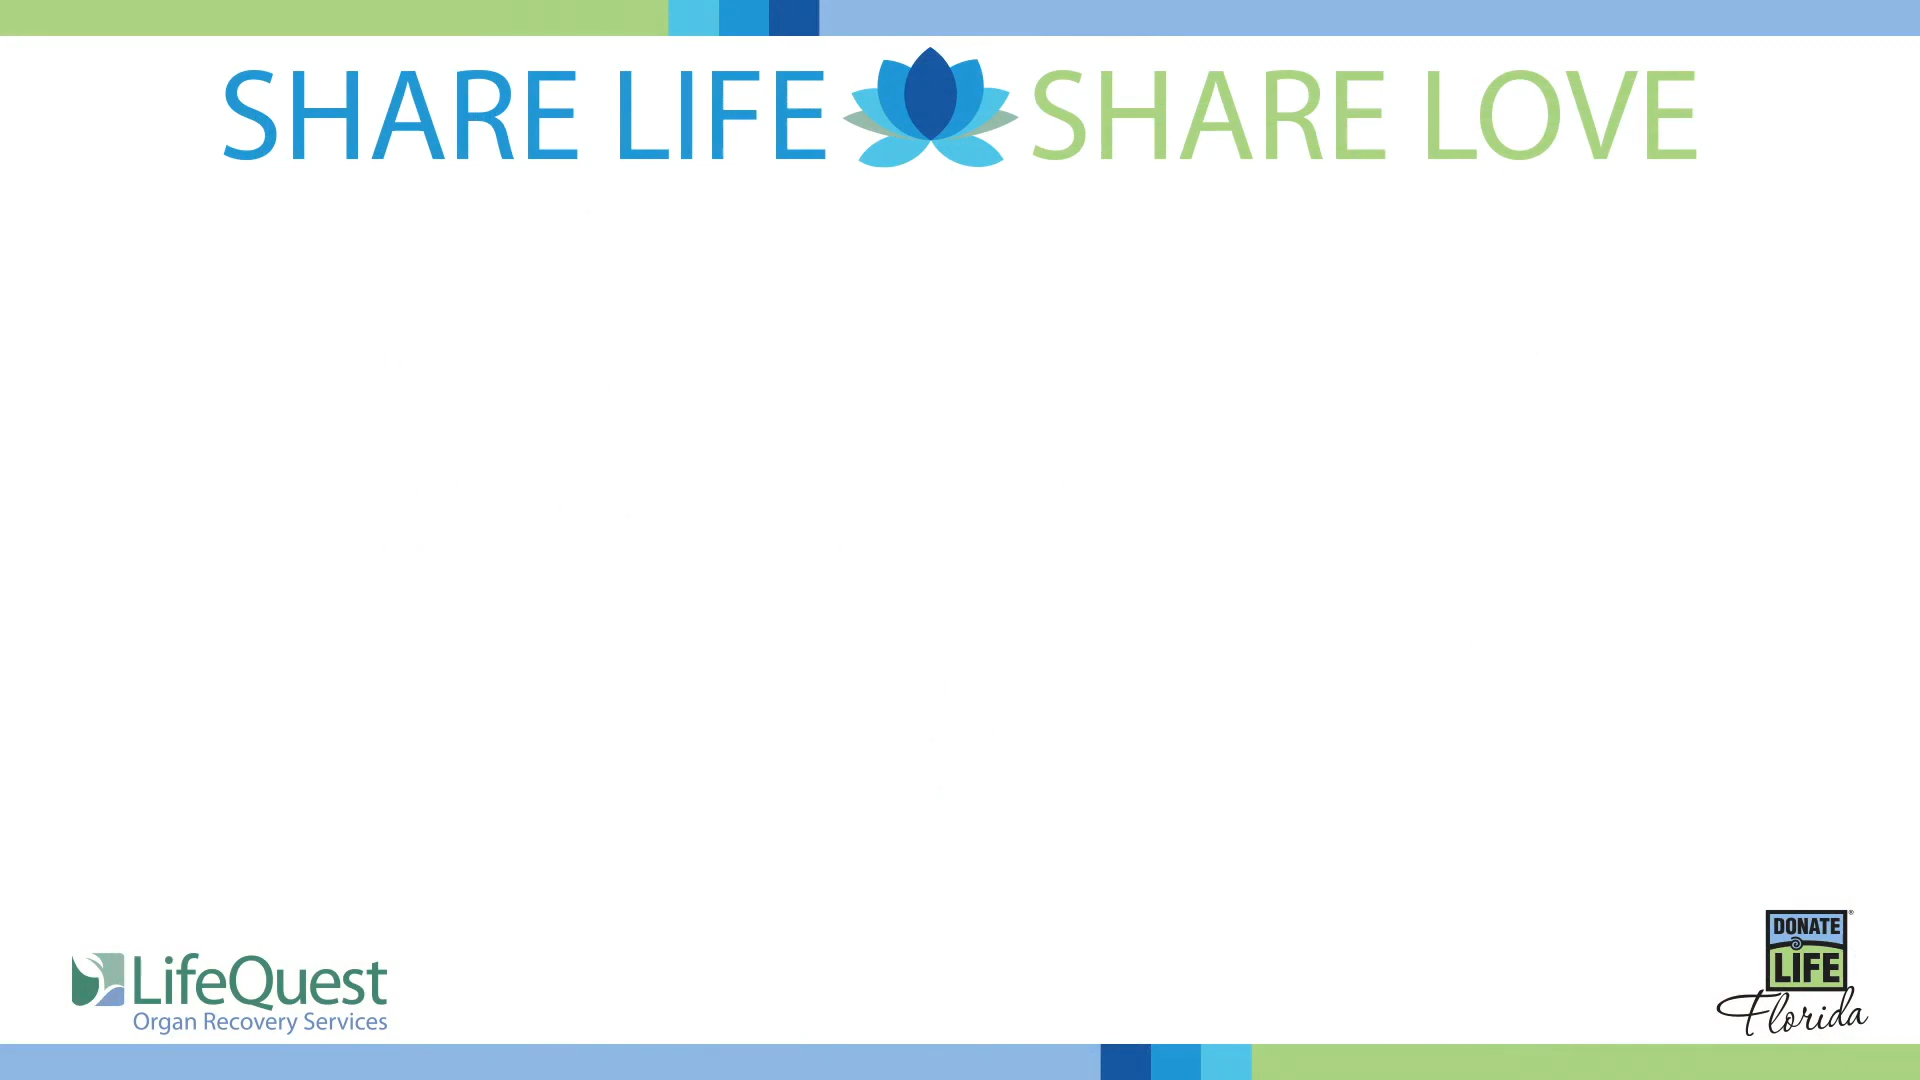 SHARE LIFE SHARE LOVE
LifeQuest
Organ Recovery Services
DONATE
LIFE
Florida